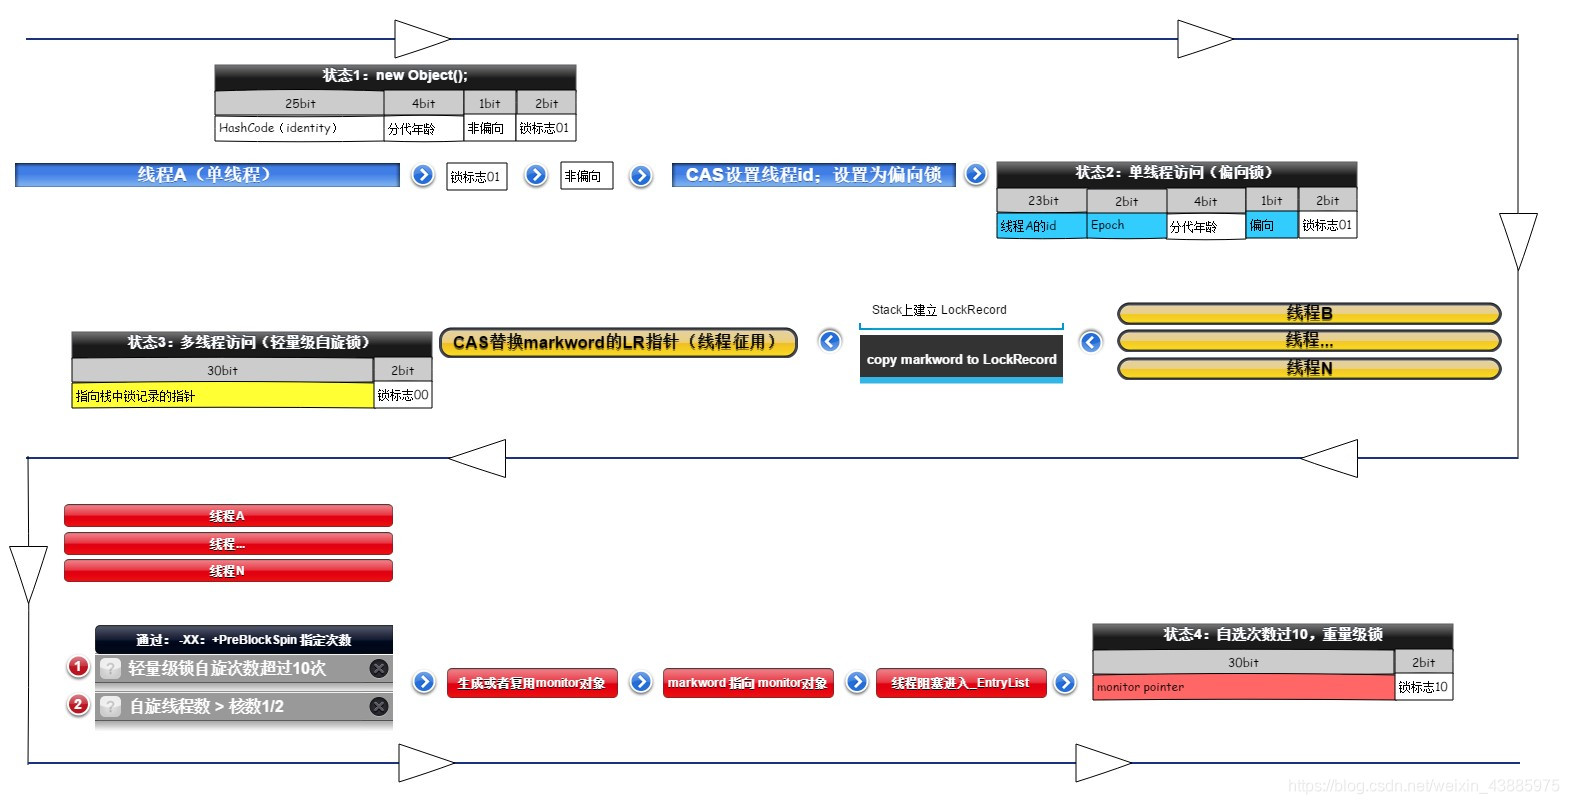 状态1：new Object();
25bit 4bit 1bit 2bit
HashCode（identity） 分代年龄 非偏向 锁标志01
线程A（单线程） 锁标志01 非偏向 CAS设置线程id；设置为偏向锁
状态2：单线程访问（偏向锁）
23bit 2bit 4bit 1bit 2bit
线程A的id Epoch 分代年龄 偏向 锁标志01
线程B
线程...
线程N
Stack上建立 LockRecord
copy markword to LockRecord
CAS替换markword的LR指针（线程征用）
状态3：多线程访问（轻量级自旋锁）
30bit 2bit
指向栈中锁记录的指针 锁标志00
线程A
线程...
线程N
通过： -XX：+PreBlockSpin 指定次数
1 ? 轻量级锁自旋次数超过10次
2 ? 自旋线程数 > 核数1/2
生成或者复用monitor对象
markword 指向 monitor对象
线程阻塞进入_EntryList
状态4：自选次数过10，重量级锁
30bit 2bit
monitor pointer 锁标志10
https://blog.csdn.net/weixin_43885975